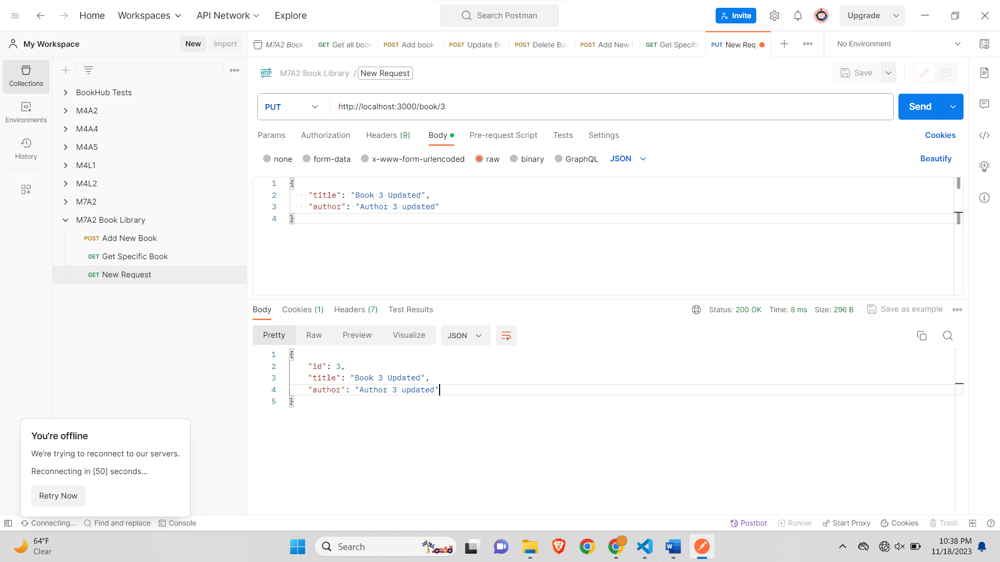 Home Workspaces API Network Explore Search Postman Invite Upgrade
My Workspace New Import
M7A2 Book GET Get all book POST Add book POST Update Bo POST Delete Boo POST Add New GET Get Specific PUT New Req No Environment
HTTP M7A2 Book Library / New Request Save
Collections
Environments
History
BookHub Tests
M4A2
M4A4
M4A5
M4L1
M4L2
M7A2
M7A2 Book Library
POST Add New Book
GET Get Specific Book
GET New Request
PUT http://localhost:3000/book/3 Send
Params Authorization Headers (9) Body Pre-request Script Tests Settings Cookies
none form-data x-www-form-urlencoded raw binary GraphQL JSON Beautify
1 {
2 "title": "Book 3 Updated",
3 "author": "Author 3 updated"
4 }
Body Cookies (1) Headers (7) Test Results Status: 200 OK Time: 8 ms Size: 296 B Save as example
Pretty Raw Preview Visualize JSON
1 {
2 "id": 3,
3 "title": "Book 3 Updated",
4 "author": "Author 3 updated"
5 }
You're offline
We're trying to reconnect to our servers.
Reconnecting in [50] seconds...
Retry Now
Connecting... Find and replace Console Postbot Runner Start Proxy Cookies Trash
64°F
Clear
Search
10:38 PM
11/18/2023